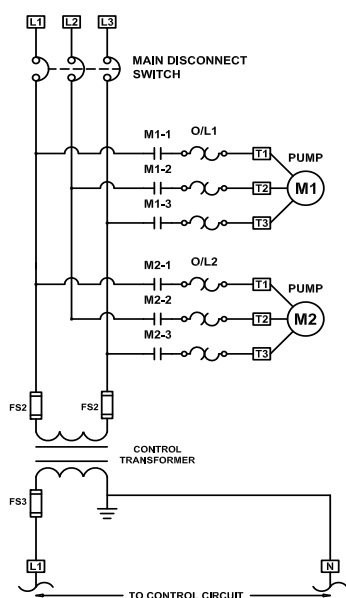 L1 L2 L3
MAIN DISCONNECT
SWITCH
M1-1 O/L1
T1 PUMP
M1-2
T2 M1
M1-3
T3
M2-1 O/L2
T1 PUMP
M2-2
T2 M2
M2-3
T3
FS2 FS2
CONTROL
TRANSFORMER
FS3
L1 N
TO CONTROL CIRCUIT